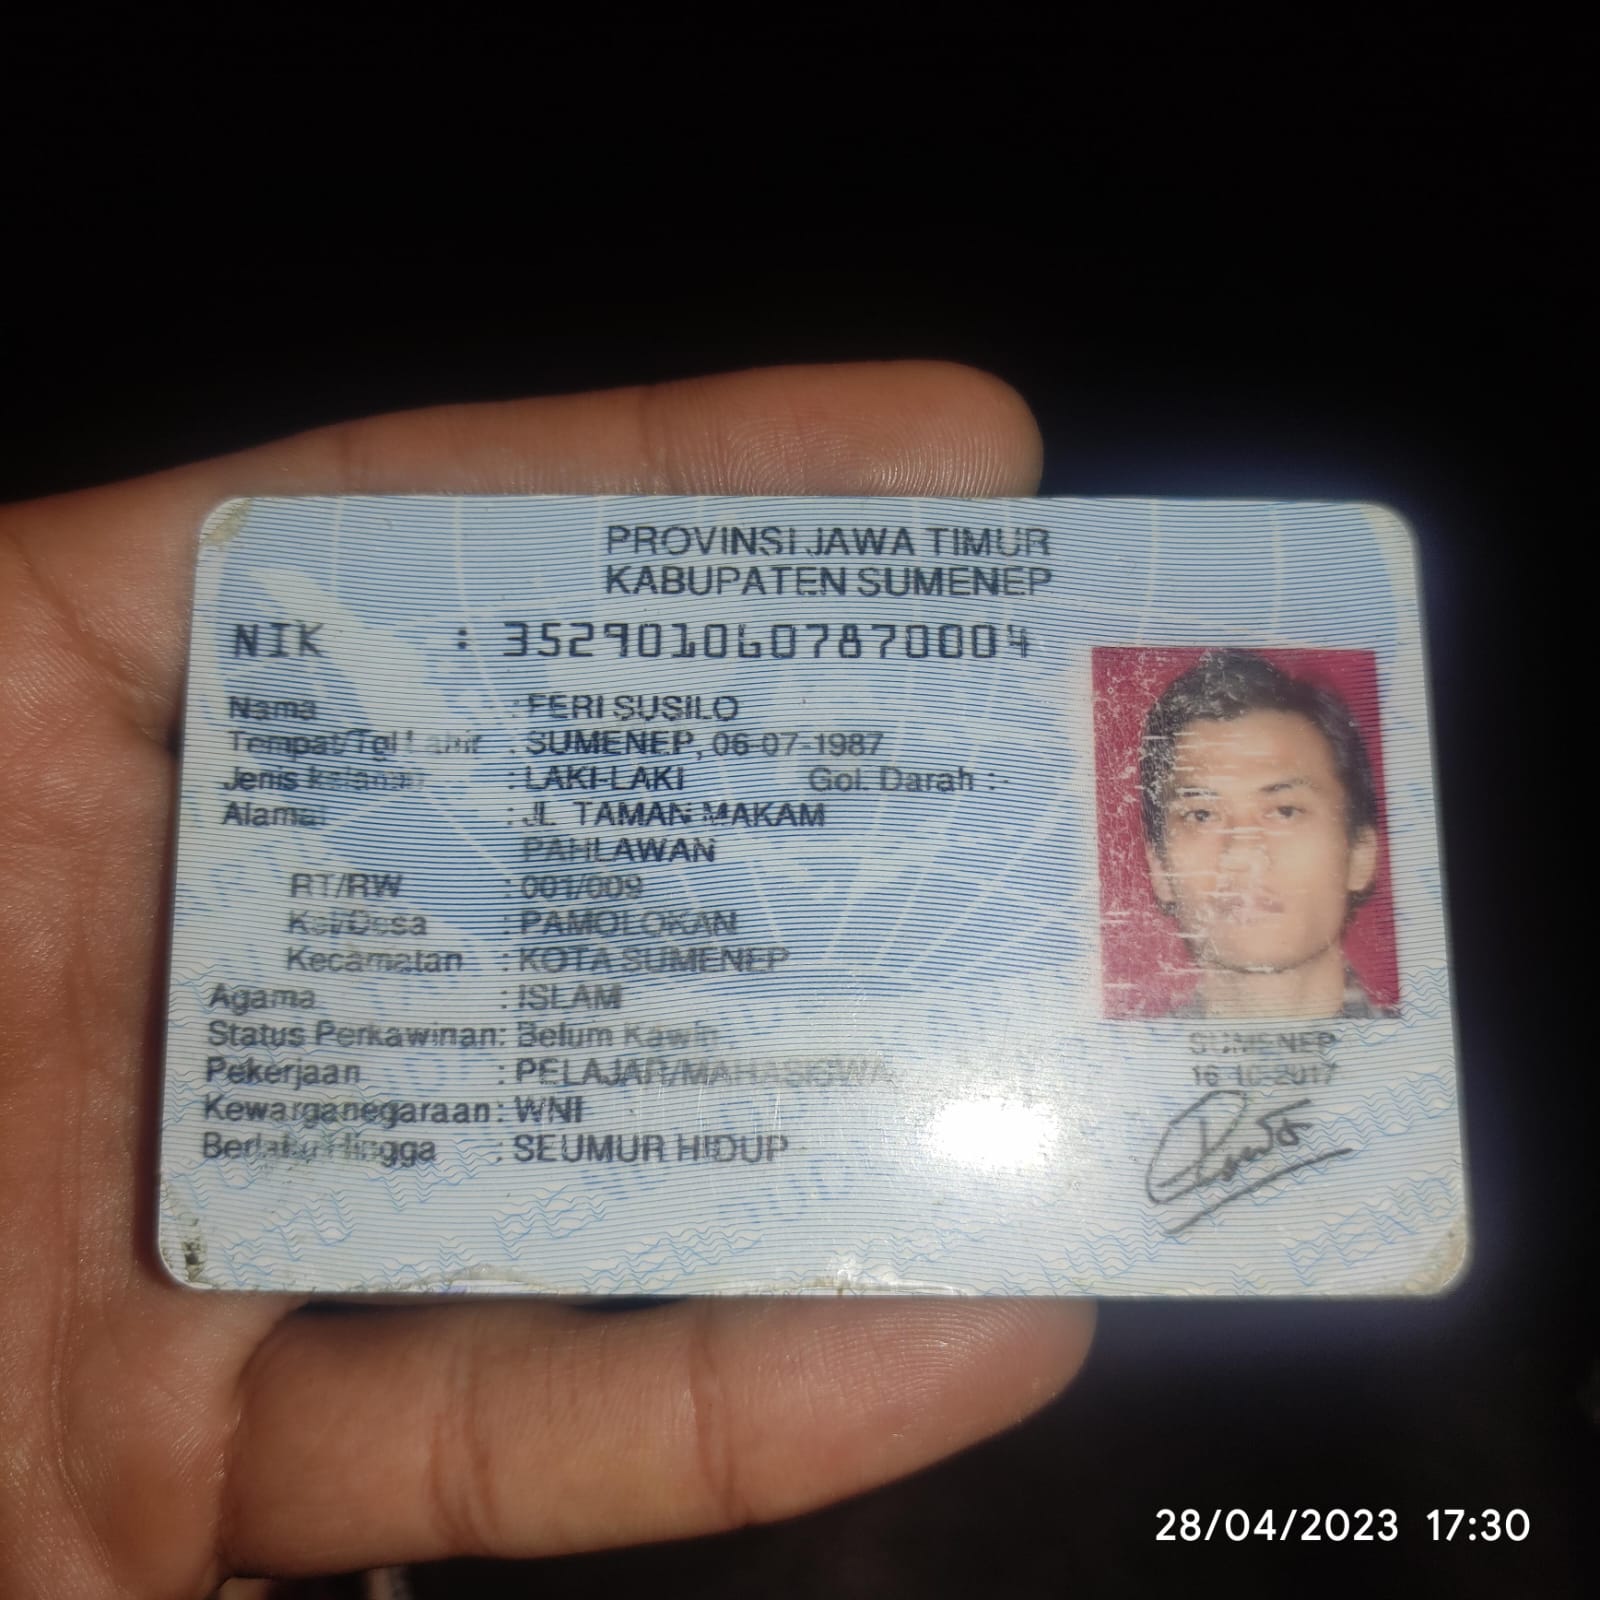 PROVINSI JAWA TIMUR
KABUPATEN SUMENEP
NIK : 3529010607870004
Nama : FERI SUSILO
Tempat/Tgl Lahir : SUMENEP, 06-07-1987
Jenis kelamin : LAKI-LAKI Gol. Darah : -
Alamat : JL TAMAN MAKAM
PAHLAWAN
RT/RW : 001/009
Kel/Desa : PAMOLOKAN
Kecamatan : KOTA SUMENEP
Agama : ISLAM
Status Perkawinan: Belum Kawin
Pekerjaan : PELAJAR/MAHASISWA
Kewarganegaraan: WNI
Berlaku Hingga : SEUMUR HIDUP
SUMENEP
16-10-2017
28/04/2023 17:30